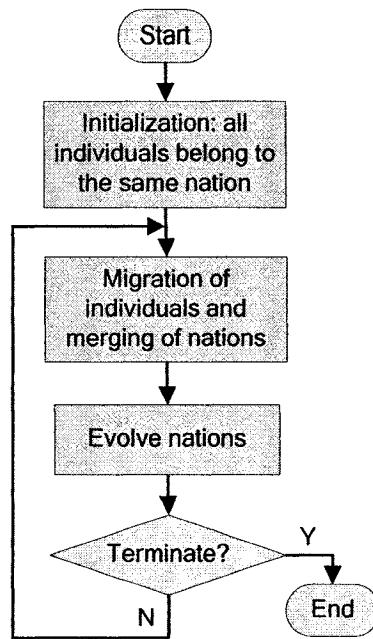 Start
Initialization: all
individuals belong to
the same nation
Migration of
individuals and
merging of nations
Evolve nations
Terminate?
Y
N
End